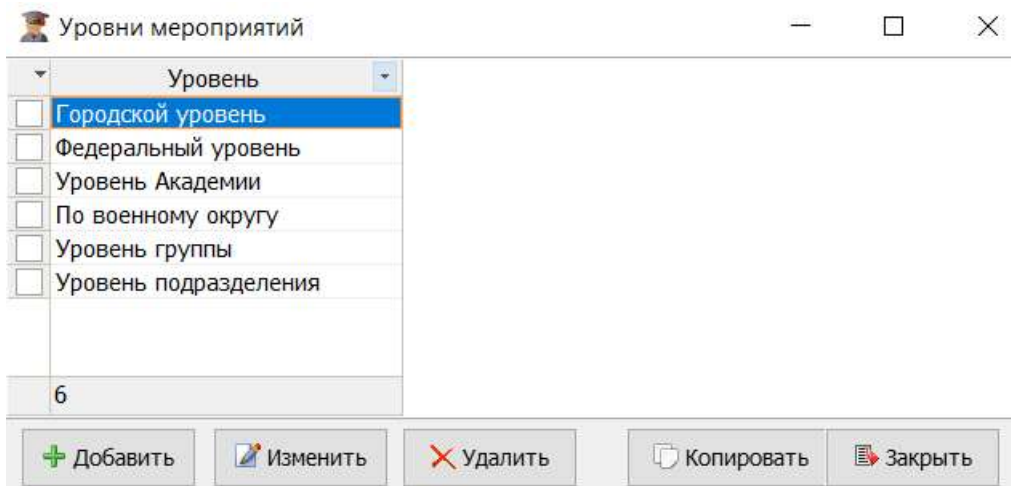 Уровни мероприятий
Уровень
Городской уровень
Федеральный уровень
Уровень Академии
По военному округу
Уровень группы
Уровень подразделения
6
Добавить Изменить Удалить Копировать Закрыть